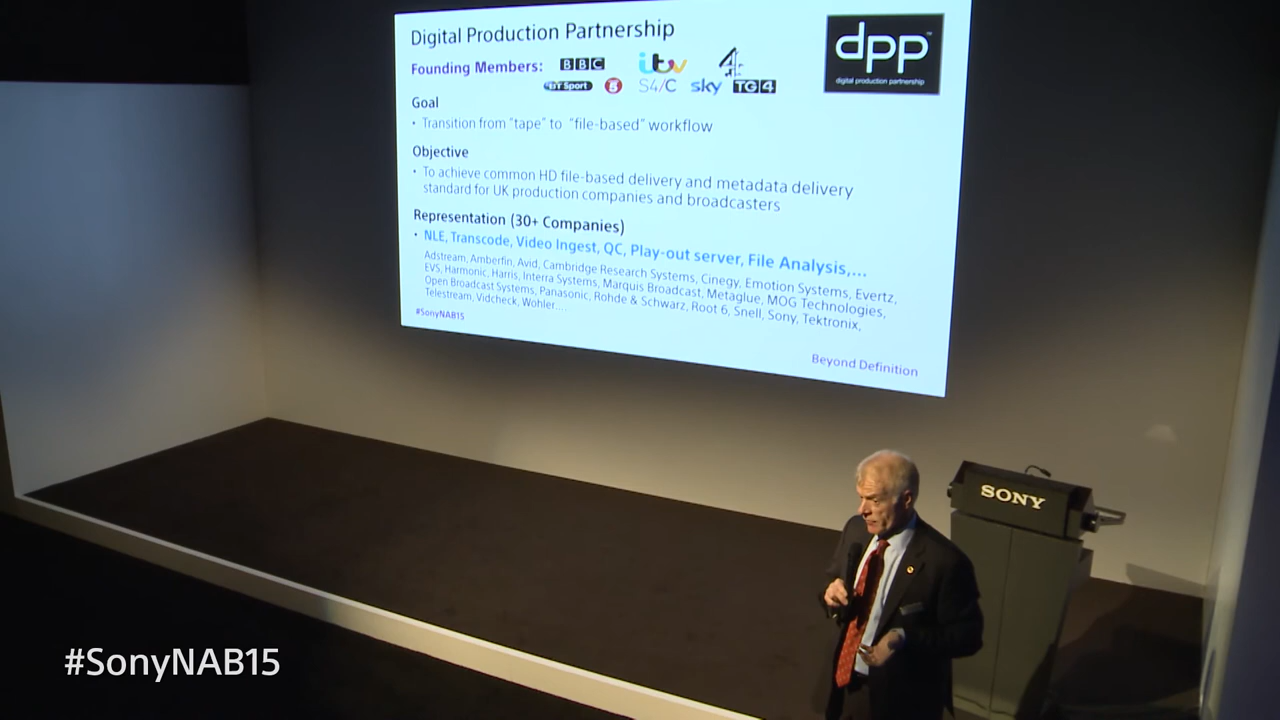 Digital Production Partnership
dpp
digital production partnership
Founding Members: BBC itv 4
BT Sport 5 S4/C sky TG4
Goal
• Transition from "tape" to "file-based" workflow
Objective
• To achieve common HD file-based delivery and metadata delivery
standard for UK production companies and broadcasters
Representation (30+ Companies)
• NLE, Transcode, Video Ingest, QC, Play-out server, File Analysis,...
Adstream, Amberfin, Avid, Cambridge Research Systems, Cinegy, Emotion Systems, Evertz,
EVS, Harmonic, Harris, Interra Systems, Marquis Broadcast, Metaglue, MOG Technologies,
Open Broadcast Systems, Panasonic, Rohde & Schwarz, Root 6, Snell, Sony, Tektronix,
Telestream, Vidcheck, Wohler....
#SonyNAB15
Beyond Definition
SONY
#SonyNAB15